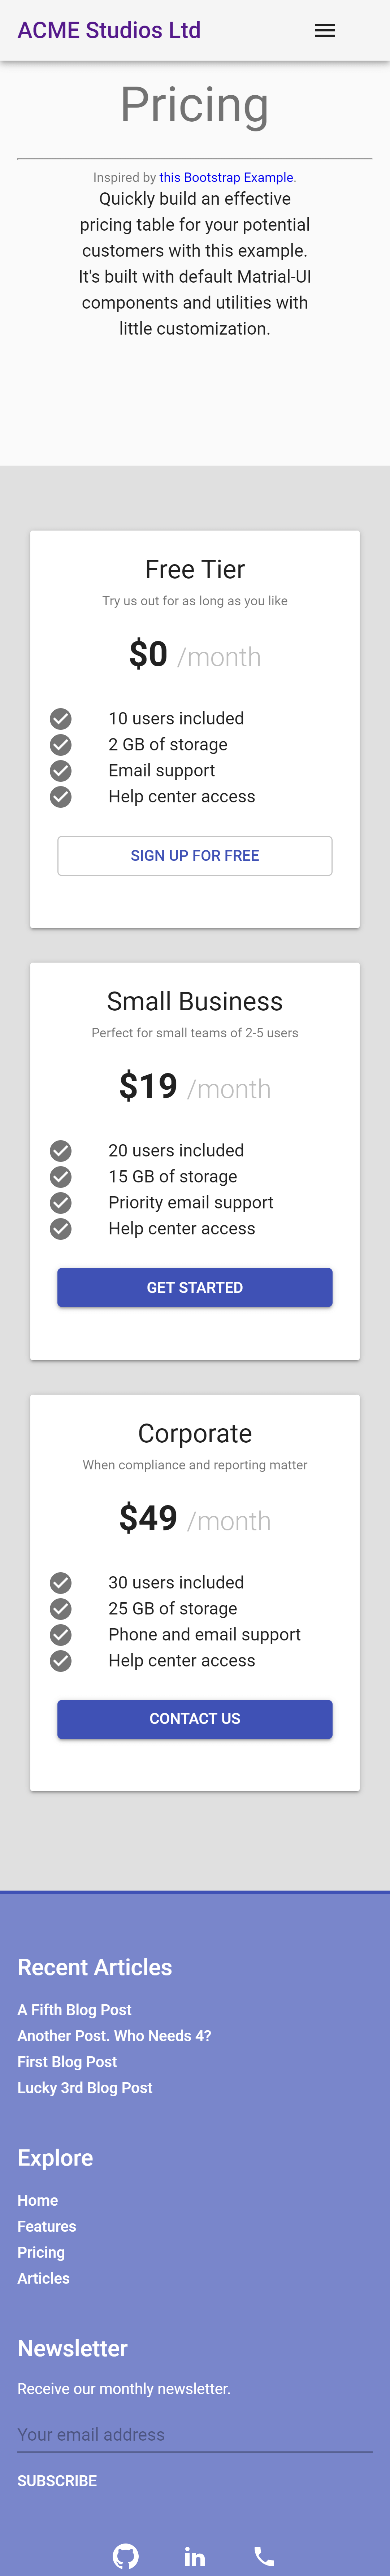 ACME Studios Ltd
Pricing
Inspired by this Bootstrap Example.
Quickly build an effective
pricing table for your potential
customers with this example.
It's built with default Matrial-UI
components and utilities with
little customization.
Free Tier
Try us out for as long as you like
$0 /month
10 users included
2 GB of storage
Email support
Help center access
SIGN UP FOR FREE
Small Business
Perfect for small teams of 2-5 users
$19 /month
20 users included
15 GB of storage
Priority email support
Help center access
GET STARTED
Corporate
When compliance and reporting matter
$49 /month
30 users included
25 GB of storage
Phone and email support
Help center access
CONTACT US
Recent Articles
A Fifth Blog Post
Another Post. Who Needs 4?
First Blog Post
Lucky 3rd Blog Post
Explore
Home
Features
Pricing
Articles
Newsletter
Receive our monthly newsletter.
Your email address
SUBSCRIBE
in